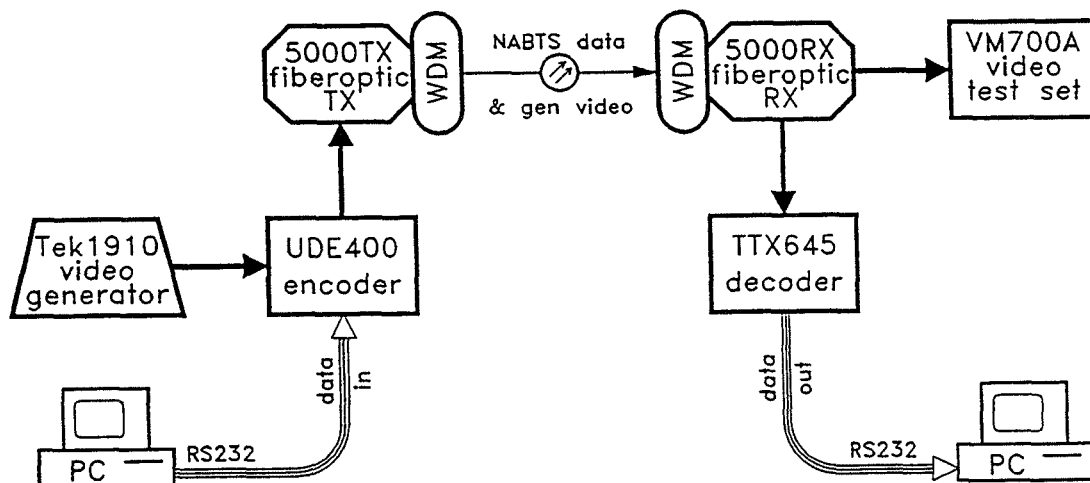 5000TX
fiberoptic
TX
WDM
NABTS data
& gen video
WDM
5000RX
fiberoptic
RX
VM700A
video
test set
Tek1910
video
generator
UDE400
encoder
TTX645
decoder
data
in
data
out
PC
RS232
RS232
PC